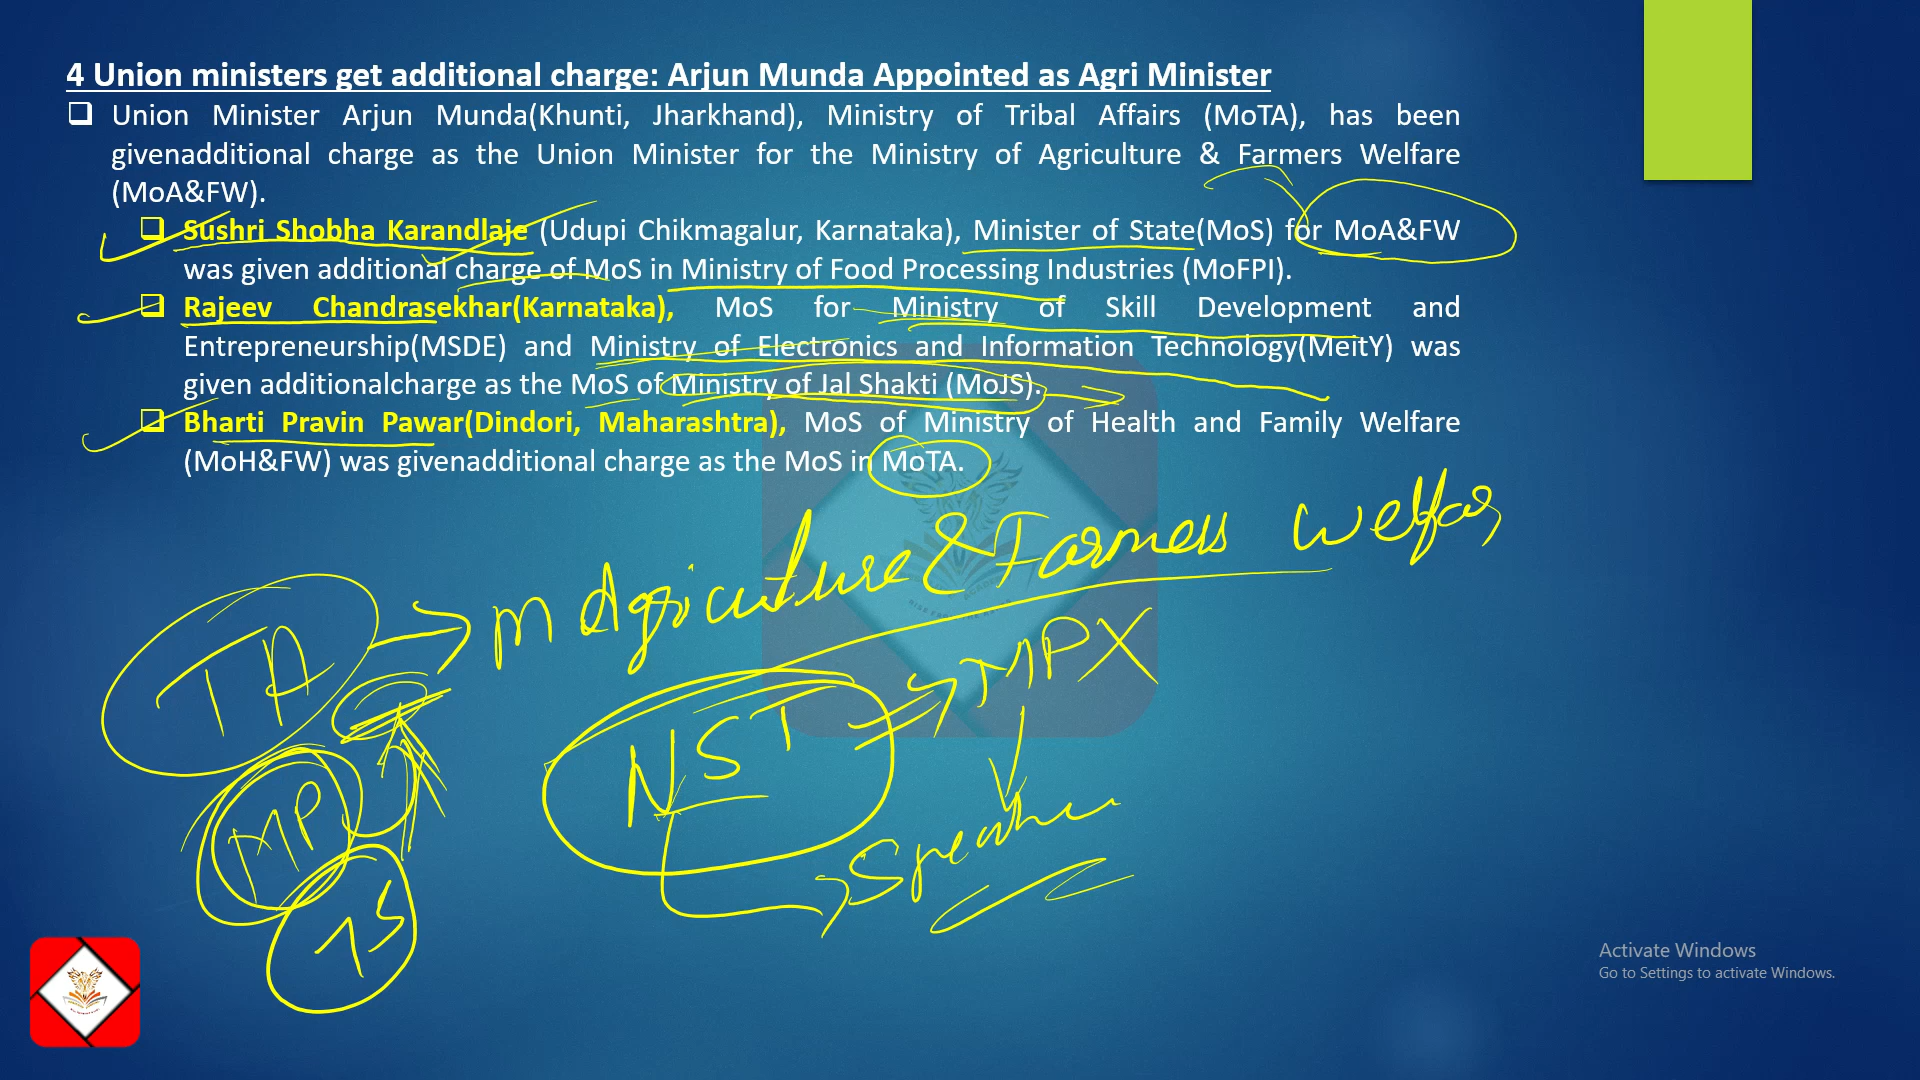 4 Union ministers get additional charge: Arjun Munda Appointed as Agri Minister
Union Minister Arjun Munda(Khunti, Jharkhand), Ministry of Tribal Affairs (MoTA), has been
givenadditional charge as the Union Minister for the Ministry of Agriculture & Farmers Welfare
(MoA&FW).
Sushri Shobha Karandlaje (Udupi Chikmagalur, Karnataka), Minister of State(MoS) for MoA&FW
was given additional charge of MoS in Ministry of Food Processing Industries (MoFPI).
Rajeev Chandrasekhar(Karnataka), MoS for Ministry of Skill Development and
Entrepreneurship(MSDE) and Ministry of Electronics and Information Technology(MeitY) was
given additionalcharge as the MoS of Ministry of Jal Shakti (MoJS).
Bharti Pravin Pawar(Dindori, Maharashtra), MoS of Ministry of Health and Family Welfare
(MoH&FW) was givenadditional charge as the MoS in MoTA.
TA
MPX
NST
MP
Activate Windows
Go to Settings to activate Windows.